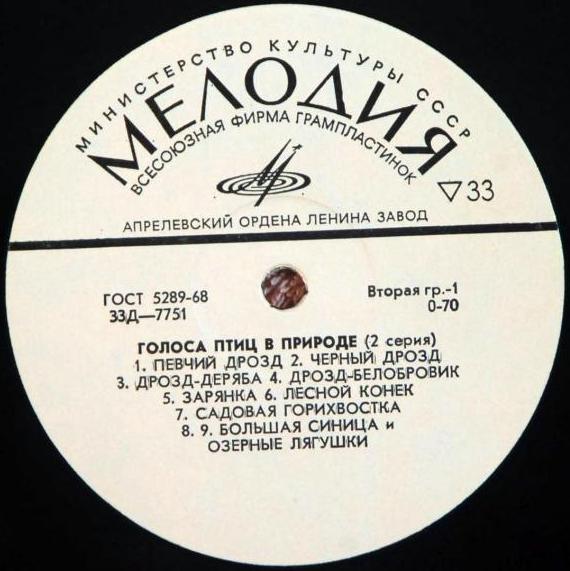 МИНИСТЕРСТВО КУЛЬТУРЫ СССР
МЕЛОДИЯ
ВСЕСОЮЗНАЯ ФИРМА ГРАМПЛАСТИНОК
33
АПРЕЛЕВСКИЙ ОРДЕНА ЛЕНИНА ЗАВОД
ГОСТ 5289-68
33Д—7751
Вторая гр.-1
0-70
ГОЛОСА ПТИЦ В ПРИРОДЕ (2 серия)
1. ПЕВЧИЙ ДРОЗД 2. ЧЕРНЫЙ ДРОЗД
3. ДРОЗД-ДЕРЯБА 4. ДРОЗД-БЕЛОБРОВИК
5. ЗАРЯНКА 6. ЛЕСНОЙ КОНЕК
7. САДОВАЯ ГОРИХВОСТКА
8. 9. БОЛЬШАЯ СИНИЦА и
ОЗЕРНЫЕ ЛЯГУШКИ